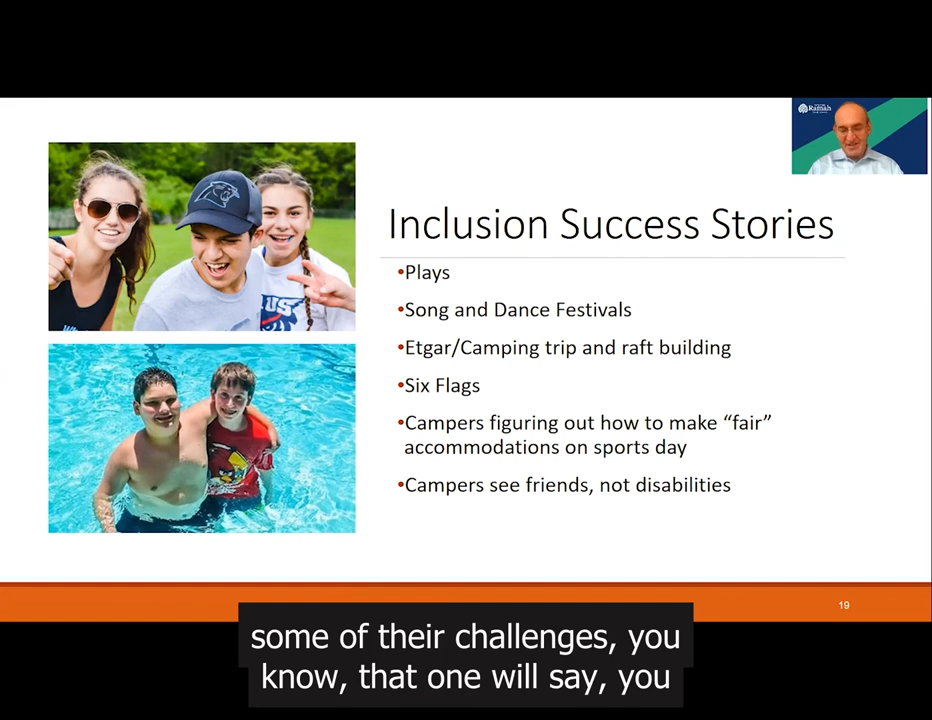 Ramah
Inclusion Success Stories
•Plays
•Song and Dance Festivals
•Etgar/Camping trip and raft building
•Six Flags
•Campers figuring out how to make “fair”
accommodations on sports day
•Campers see friends, not disabilities
19
some of their challenges, you
know, that one will say, you